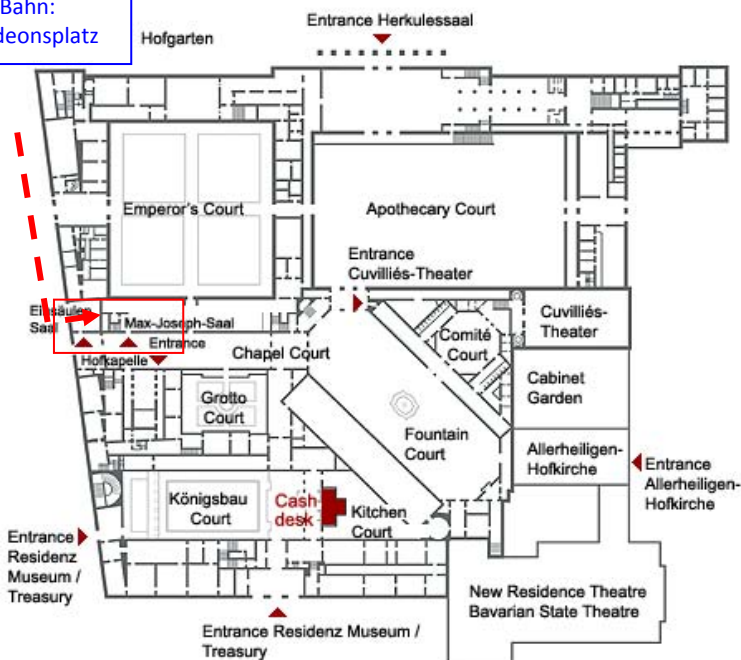 Bahn:
deonsplatz
Hofgarten
Entrance Herkulessaal
Emperor's Court
Apothecary Court
Entrance
Cuvilliés-Theater
Saal
Max-Joseph-Saal
Entrance
Hofkapelle
Chapel Court
Comité
Court
Cuvilliés-
Theater
Cabinet
Garden
Grotto
Court
Fountain
Court
Allerheiligen-
Hofkirche
Entrance
Allerheiligen-
Hofkirche
Königsbau
Court
Cash
desk
Kitchen
Court
Entrance
Residenz
Museum /
Treasury
New Residence Theatre
Bavarian State Theatre
Entrance Residenz Museum /
Treasury